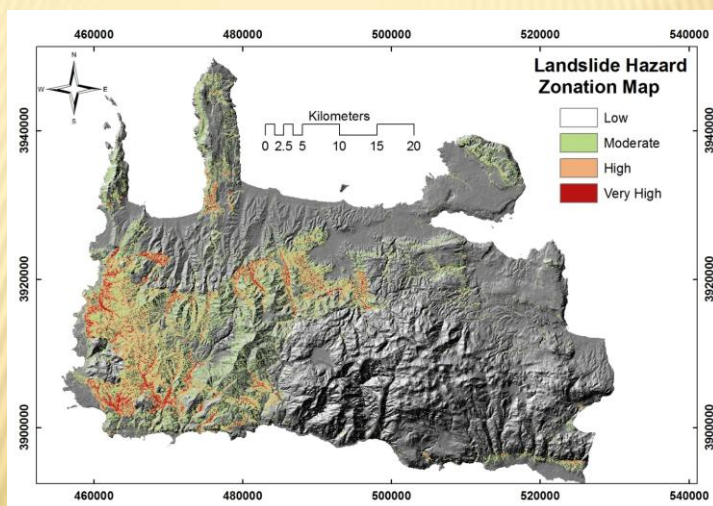 460000 480000 500000 520000 540000
Landslide Hazard
Zonation Map
N
W E
S
Kilometers
0 2.5 5 10 15 20
Low
Moderate
High
Very High
3940000 3940000
3920000 3920000
3900000 3900000
460000 480000 500000 520000 540000